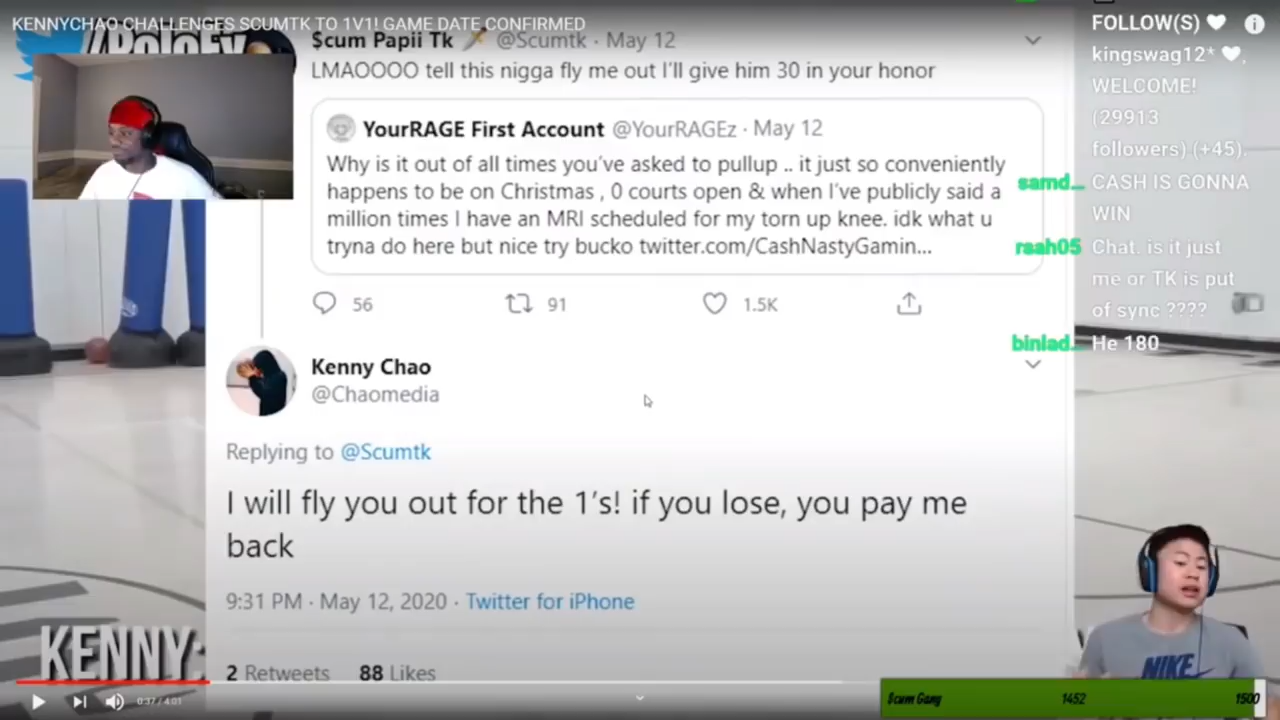 KENNYCHAO CHALLENGES SCUMTK TO 1V1! GAME DATE CONFIRMED
$cum Papii Tk @Scumtk · May 12
LMAOOOO tell this nigga fly me out I'll give him 30 in your honor
YourRAGE First Account @YourRAGEz · May 12
Why is it out of all times you've asked to pullup .. it just so conveniently
happens to be on Christmas , 0 courts open & when I've publicly said a
million times I have an MRI scheduled for my torn up knee. idk what u
tryna do here but nice try bucko twitter.com/CashNastyGamin...
56 91 1.5K
Kenny Chao
@Chaomedia
Replying to @Scumtk
I will fly you out for the 1's! if you lose, you pay me
back
9:31 PM · May 12, 2020 · Twitter for iPhone
2 Retweets 88 Likes
KENNY:
0:37 / 4:01
FOLLOW(S)
kingswag12*
WELCOME!
(29913
followers) (+45).
samd... CASH IS GONNA
WIN
raah05 Chat. is it just
me or TK is put
of sync ????
binlad... He 180
NIKE
Scum Gang 1452 1500